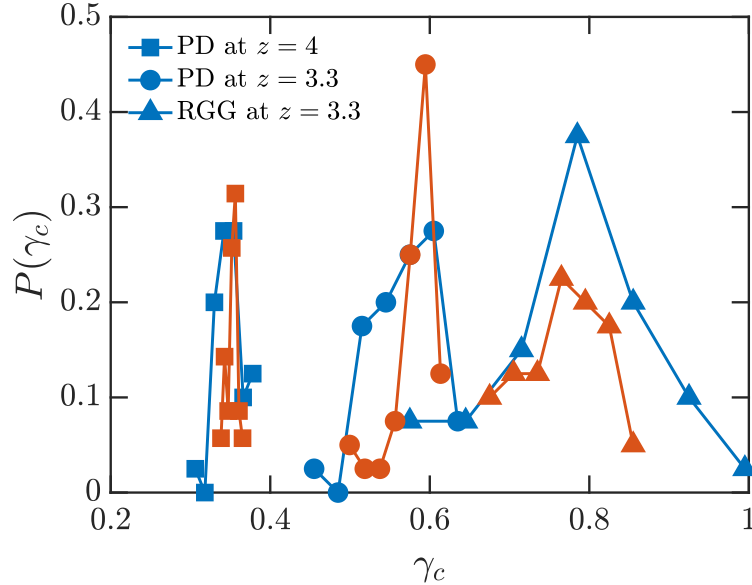 0.5
PD at z = 4
PD at z = 3.3
RGG at z = 3.3
0.4
0.3
P(γc)
0.2
0.1
0
0.2 0.4 0.6 0.8 1
γc